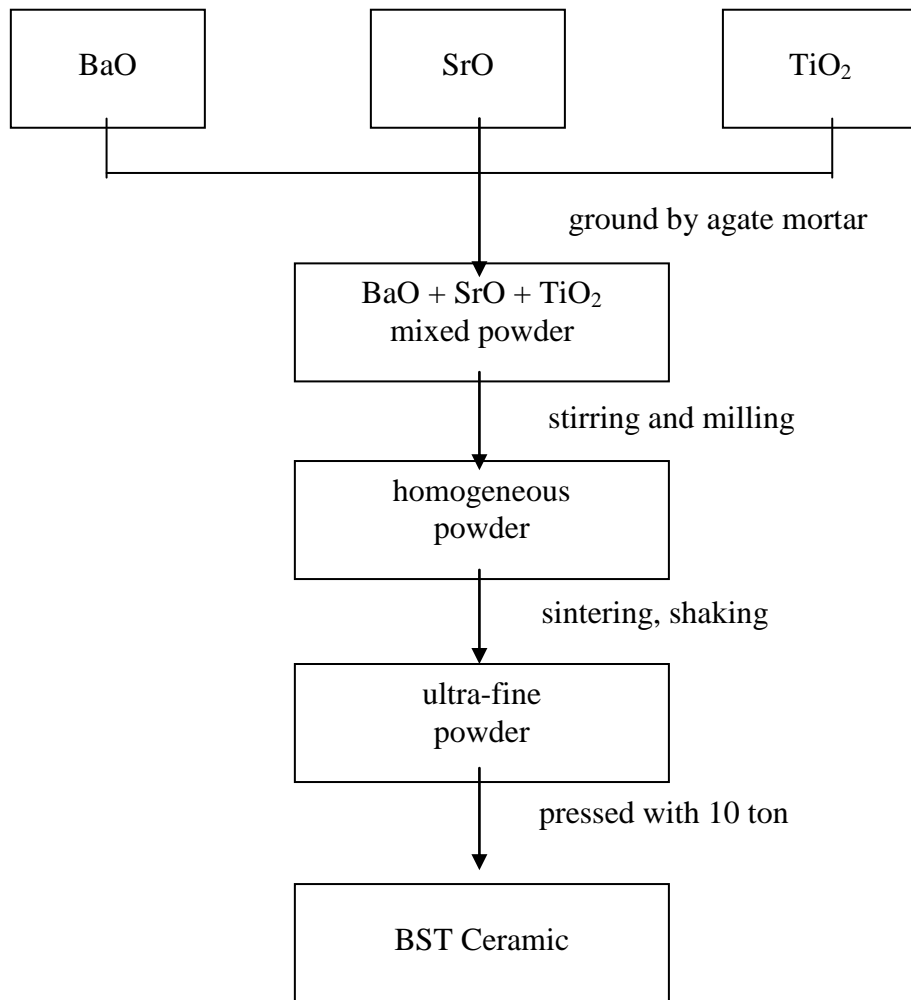 BaO
SrO
TiO₂
ground by agate mortar
BaO + SrO + TiO₂
mixed powder
stirring and milling
homogeneous
powder
sintering, shaking
ultra-fine
powder
pressed with 10 ton
BST Ceramic